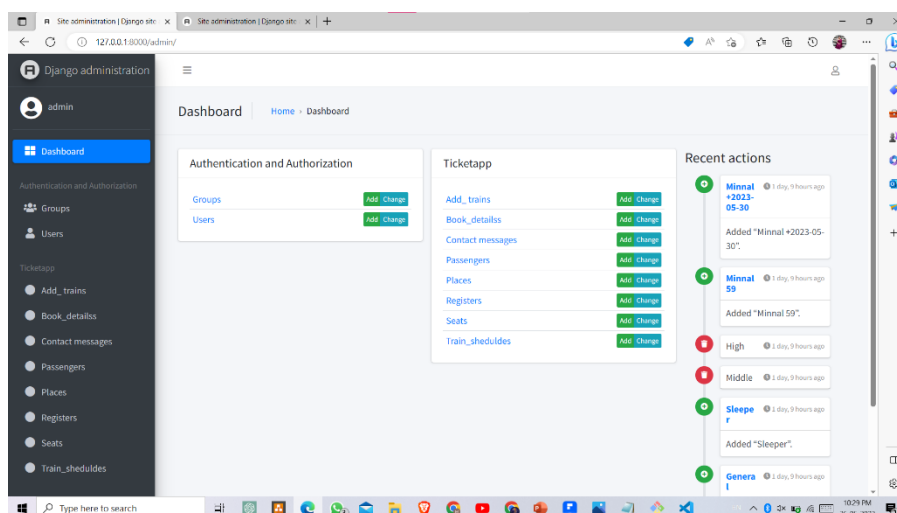 Site administration | Django site
Site administration | Django site
127.0.0.1:8000/admin/
Django administration
admin
Dashboard
Home › Dashboard
Dashboard
Authentication and Authorization
Groups
Users
Ticketapp
Add_ trains
Book_detailss
Contact messages
Passengers
Places
Registers
Seats
Train_sheduldes
Authentication and Authorization
Groups Add Change
Users Add Change
Ticketapp
Add_ trains Add Change
Book_detailss Add Change
Contact messages Add Change
Passengers Add Change
Places Add Change
Registers Add Change
Seats Add Change
Train_sheduldes Add Change
Recent actions
Minnal 1 day, 9 hours ago
+2023-
05-30
Added "Minnal +2023-05-
30".
Minnal 1 day, 9 hours ago
59
Added "Minnal 59".
High 1 day, 9 hours ago
Middle 1 day, 9 hours ago
Sleepe 1 day, 9 hours ago
r
Added "Sleeper".
Genera 1 day, 9 hours ago
l
Type here to search
10:29 PM